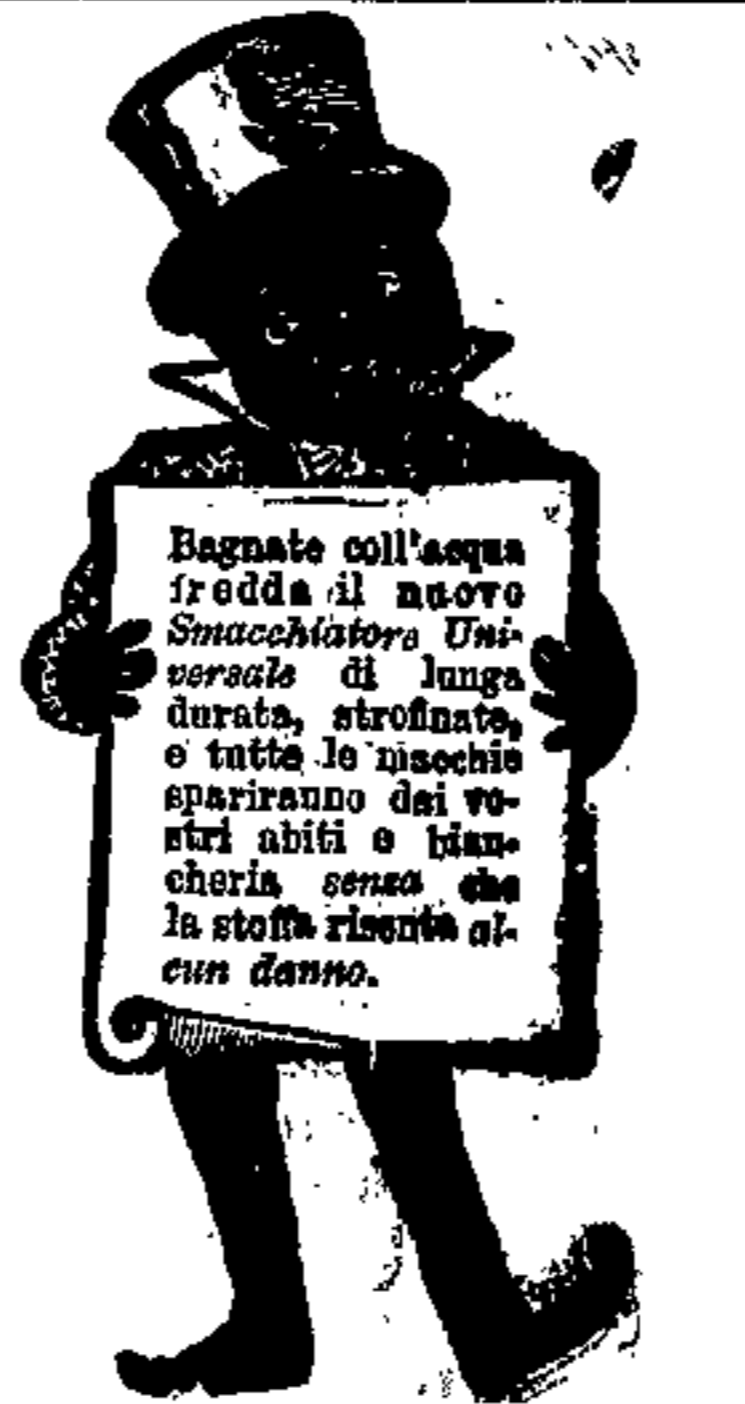 Bagnate coll'acqua
fredda il nuovo
Smacchiatore Uni-
versale di lunga
durata, strofinate,
e tutte le macchie
spariranno dai vo-
stri abiti e bian-
cheria senza che
la stoffa risenta al-
cun danno.